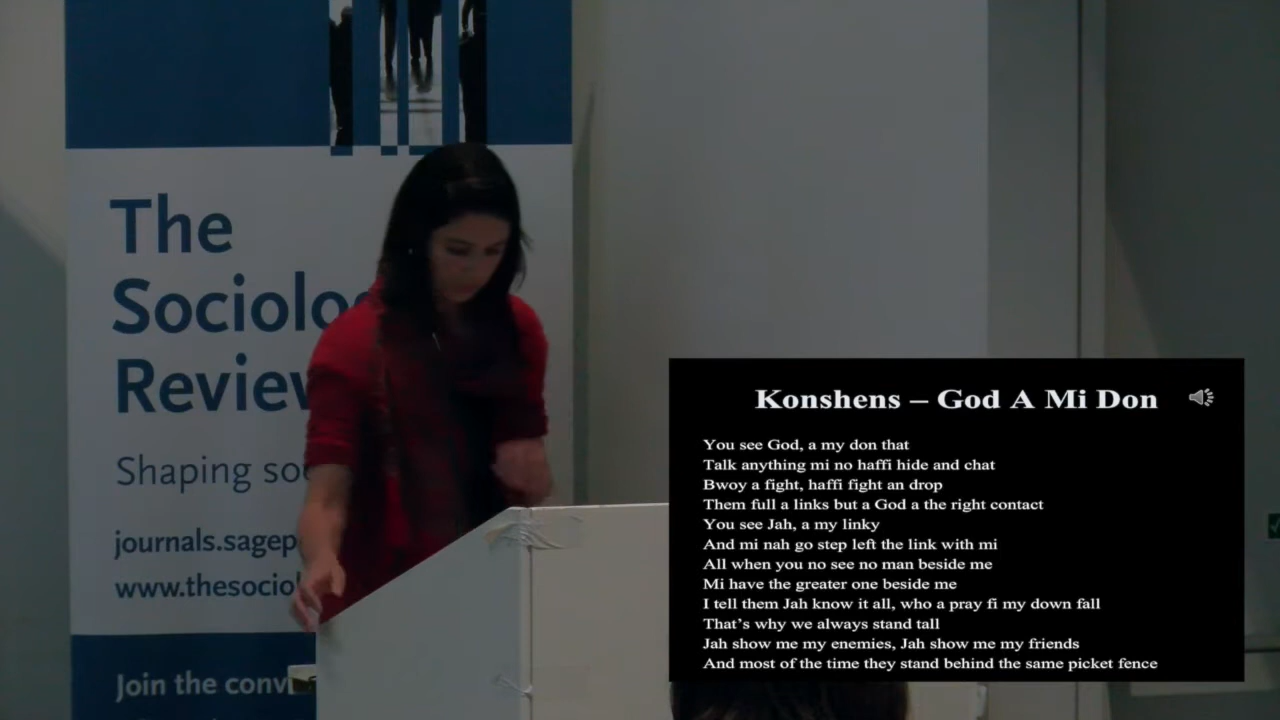 The
Sociolo
Review
Shaping so
journals.sagep
www.thesociol
Join the conv
Konshens – God A Mi Don
You see God, a my don that
Talk anything mi no haffi hide and chat
Bwoy a fight, haffi fight an drop
Them full a links but a God a the right contact
You see Jah, a my linky
And mi nah go step left the link with mi
All when you no see no man beside me
Mi have the greater one beside me
I tell them Jah know it all, who a pray fi my down fall
That's why we always stand tall
Jah show me my enemies, Jah show me my friends
And most of the time they stand behind the same picket fence